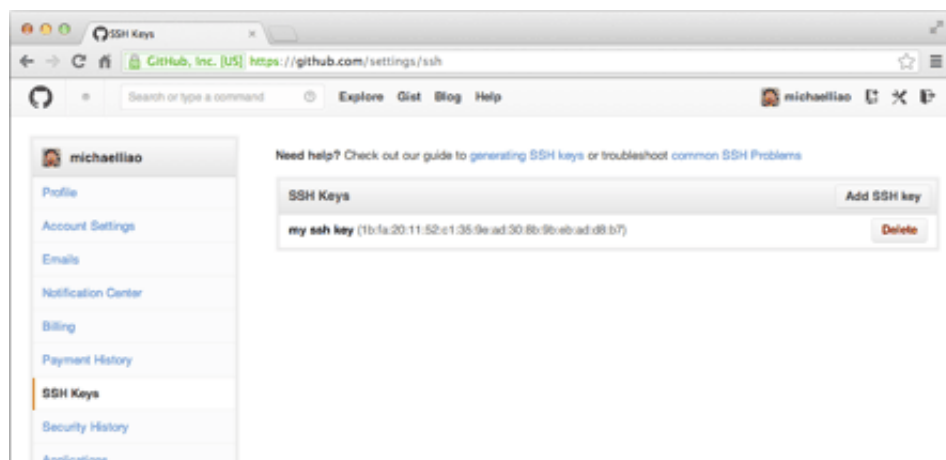 SSH Keys
GitHub, Inc. [US] https://github.com/settings/ssh
Search or type a command Explore Gist Blog Help michaelliao
michaelliao
Need help? Check out our guide to generating SSH keys or troubleshoot common SSH Problems
Profile
SSH Keys Add SSH key
Account Settings
my ssh key (1b:fa:20:11:52:c1:35:9e:ad:30:8b:9b:eb:ad:d8:b7) Delete
Emails
Notification Center
Billing
Payment History
SSH Keys
Security History
Applications